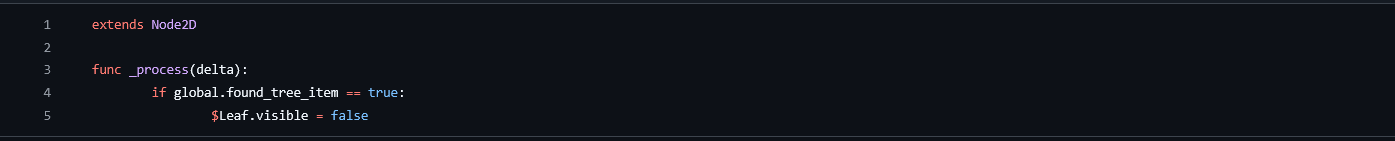 1 extends Node2D
2
3 func _process(delta):
4 if global.found_tree_item == true:
5 $Leaf.visible = false